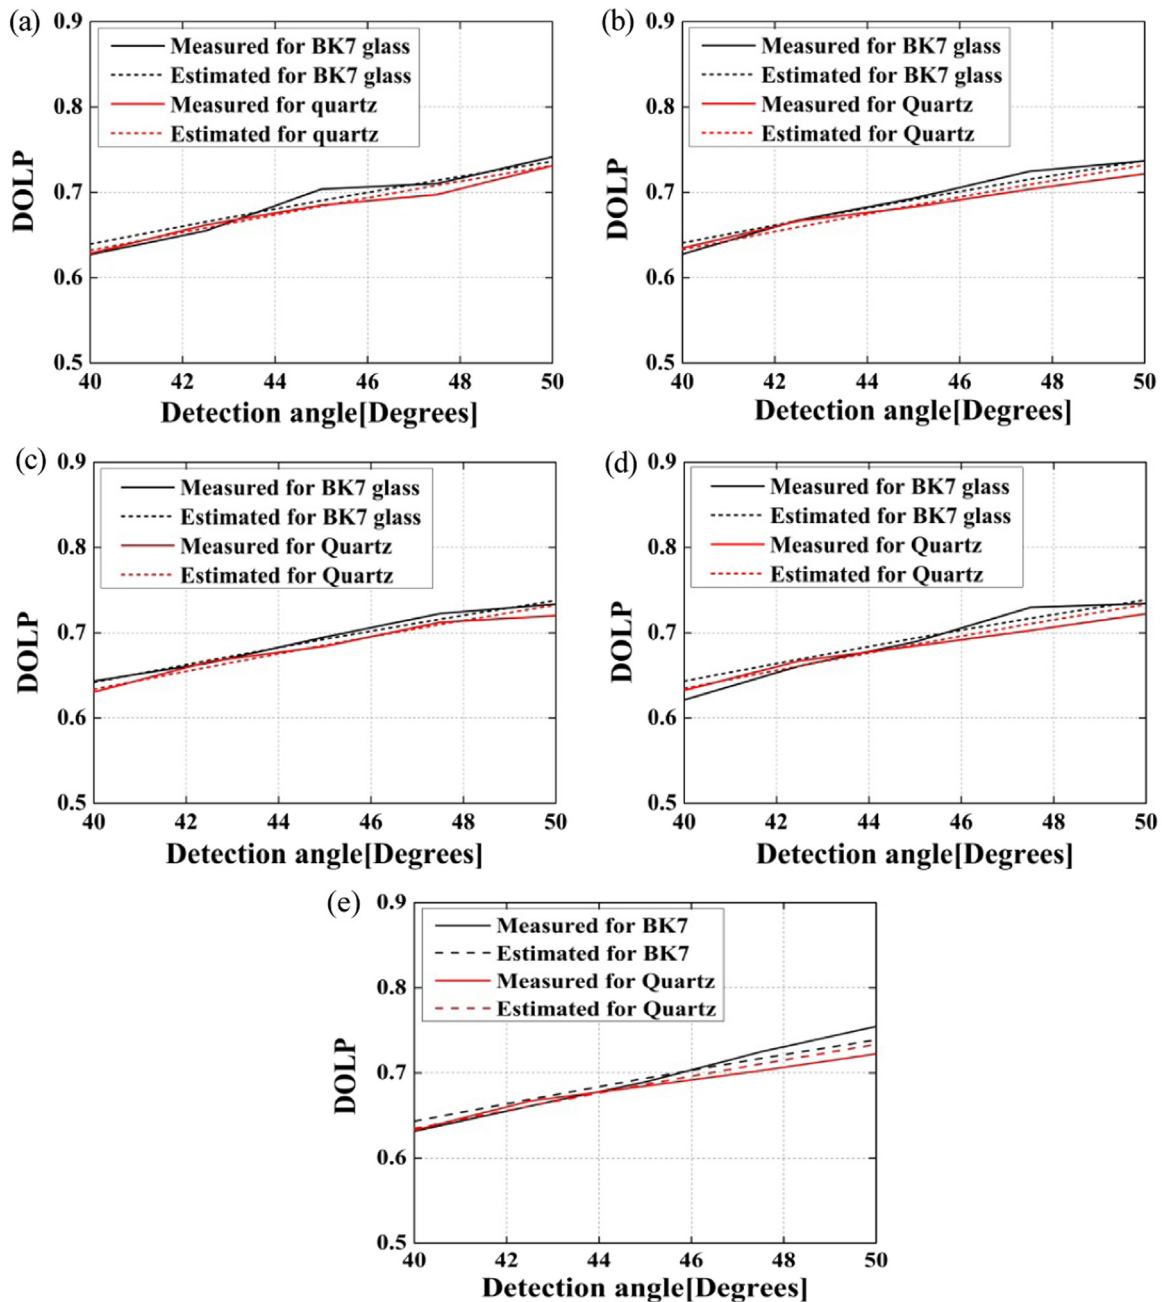 (a)
0.9
0.8
0.7
0.6
0.5
DOLP
Measured for BK7 glass
Estimated for BK7 glass
Measured for quartz
Estimated for quartz
40 42 44 46 48 50
Detection angle[Degrees]
(b)
0.9
0.8
0.7
0.6
0.5
DOLP
Measured for BK7 glass
Estimated for BK7 glass
Measured for Quartz
Estimated for Quartz
40 42 44 46 48 50
Detection angle[Degrees]
(c)
0.9
0.8
0.7
0.6
0.5
DOLP
Measured for BK7 glass
Estimated for BK7 glass
Measured for Quartz
Estimated for Quartz
40 42 44 46 48 50
Detection angle[Degrees]
(d)
0.9
0.8
0.7
0.6
0.5
DOLP
Measured for BK7 glass
Estimated for BK7 glass
Measured for Quartz
Estimated for Quartz
40 42 44 46 48 50
Detection angle[Degrees]
(e)
0.9
0.8
0.7
0.6
0.5
DOLP
Measured for BK7
Estimated for BK7
Measured for Quartz
Estimated for Quartz
40 42 44 46 48 50
Detection angle[Degrees]